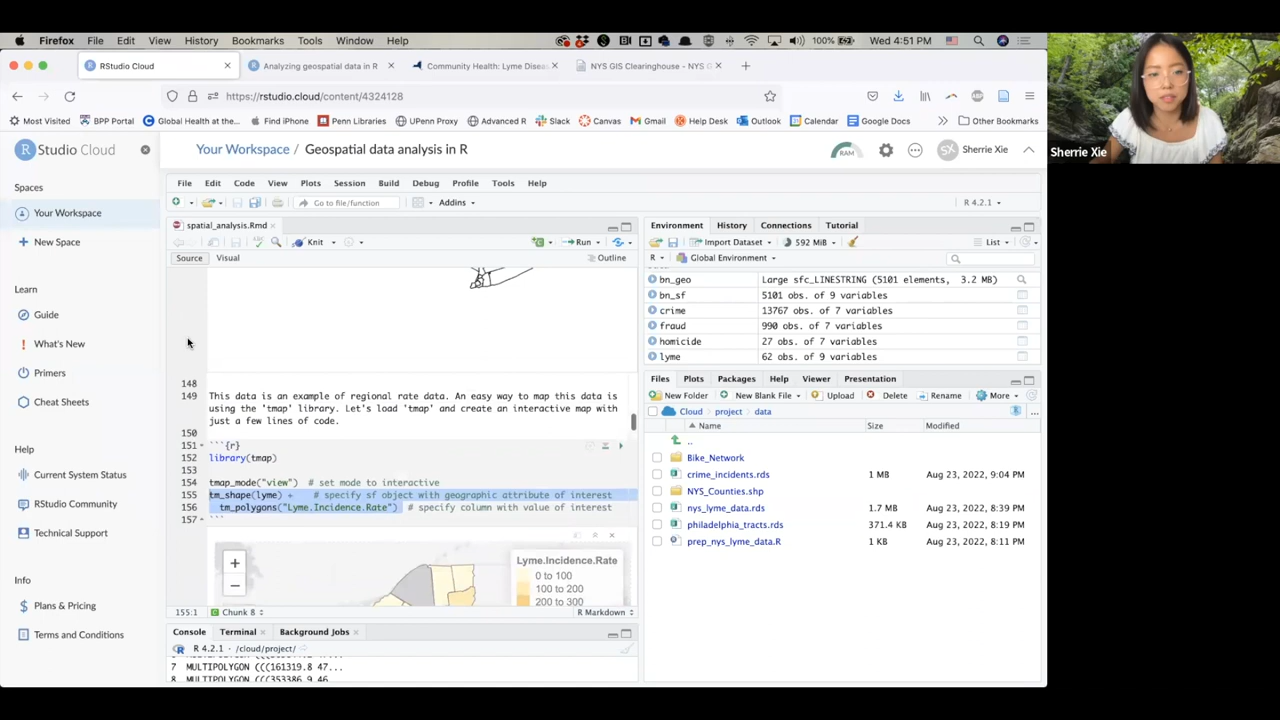 Firefox File Edit View History Bookmarks Tools Window Help 100% Wed 4:51 PM
RStudio Cloud Analyzing geospatial data in R Community Health: Lyme Disea NYS GIS Clearinghouse - NYS G
https://rstudio.cloud/content/4324128
Most Visited BPP Portal Global Health at the... Find iPhone Penn Libraries UPenn Proxy Advanced R Slack Canvas Gmail Help Desk Outlook Calendar Google Docs Other Bookmarks
R Studio Cloud
Your Workspace / Geospatial data analysis in R
RAM
SX Sherrie Xie
Sherrie Xie
Spaces
Your Workspace
New Space
Learn
Guide
What's New
Primers
Cheat Sheets
Help
Current System Status
RStudio Community
Technical Support
Info
Plans & Pricing
Terms and Conditions
File Edit Code View Plots Session Build Debug Profile Tools Help
Go to file/function Addins R 4.2.1
spatial_analysis.Rmd
Knit Run
Source Visual Outline
148
149 This data is an example of regional rate data. An easy way to map this data is
using the 'tmap' library. Let's load 'tmap' and create an interactive map with
just a few lines of code.
150
151 ```{r}
152 library(tmap)
153
154 tmap_mode("view") # set mode to interactive
155 tm_shape(lyme) + # specify sf object with geographic attribute of interest
156 tm_polygons("Lyme.Incidence.Rate") # specify column with value of interest
157 ```
+
−
Lyme.Incidence.Rate
0 to 100
100 to 200
200 to 300
155:1 Chunk 8 R Markdown
Console Terminal Background Jobs
R 4.2.1 · /cloud/project/
7 MULTIPOLYGON (((161319.8 47...
8 MULTIPOLYGON (((353386.9 46...
Environment History Connections Tutorial
Import Dataset 592 MiB List
R Global Environment
bn_geo Large sfc_LINESTRING (5101 elements, 3.2 MB)
bn_sf 5101 obs. of 9 variables
crime 13767 obs. of 7 variables
fraud 990 obs. of 7 variables
homicide 27 obs. of 7 variables
lyme 62 obs. of 9 variables
Files Plots Packages Help Viewer Presentation
New Folder New Blank File Upload Delete Rename More
Cloud project data
Name Size Modified
..
Bike_Network
crime_incidents.rds 1 MB Aug 23, 2022, 9:04 PM
NYS_Counties.shp
nys_lyme_data.rds 1.7 MB Aug 23, 2022, 8:39 PM
philadelphia_tracts.rds 371.4 KB Aug 23, 2022, 8:19 PM
prep_nys_lyme_data.R 1 KB Aug 23, 2022, 8:11 PM